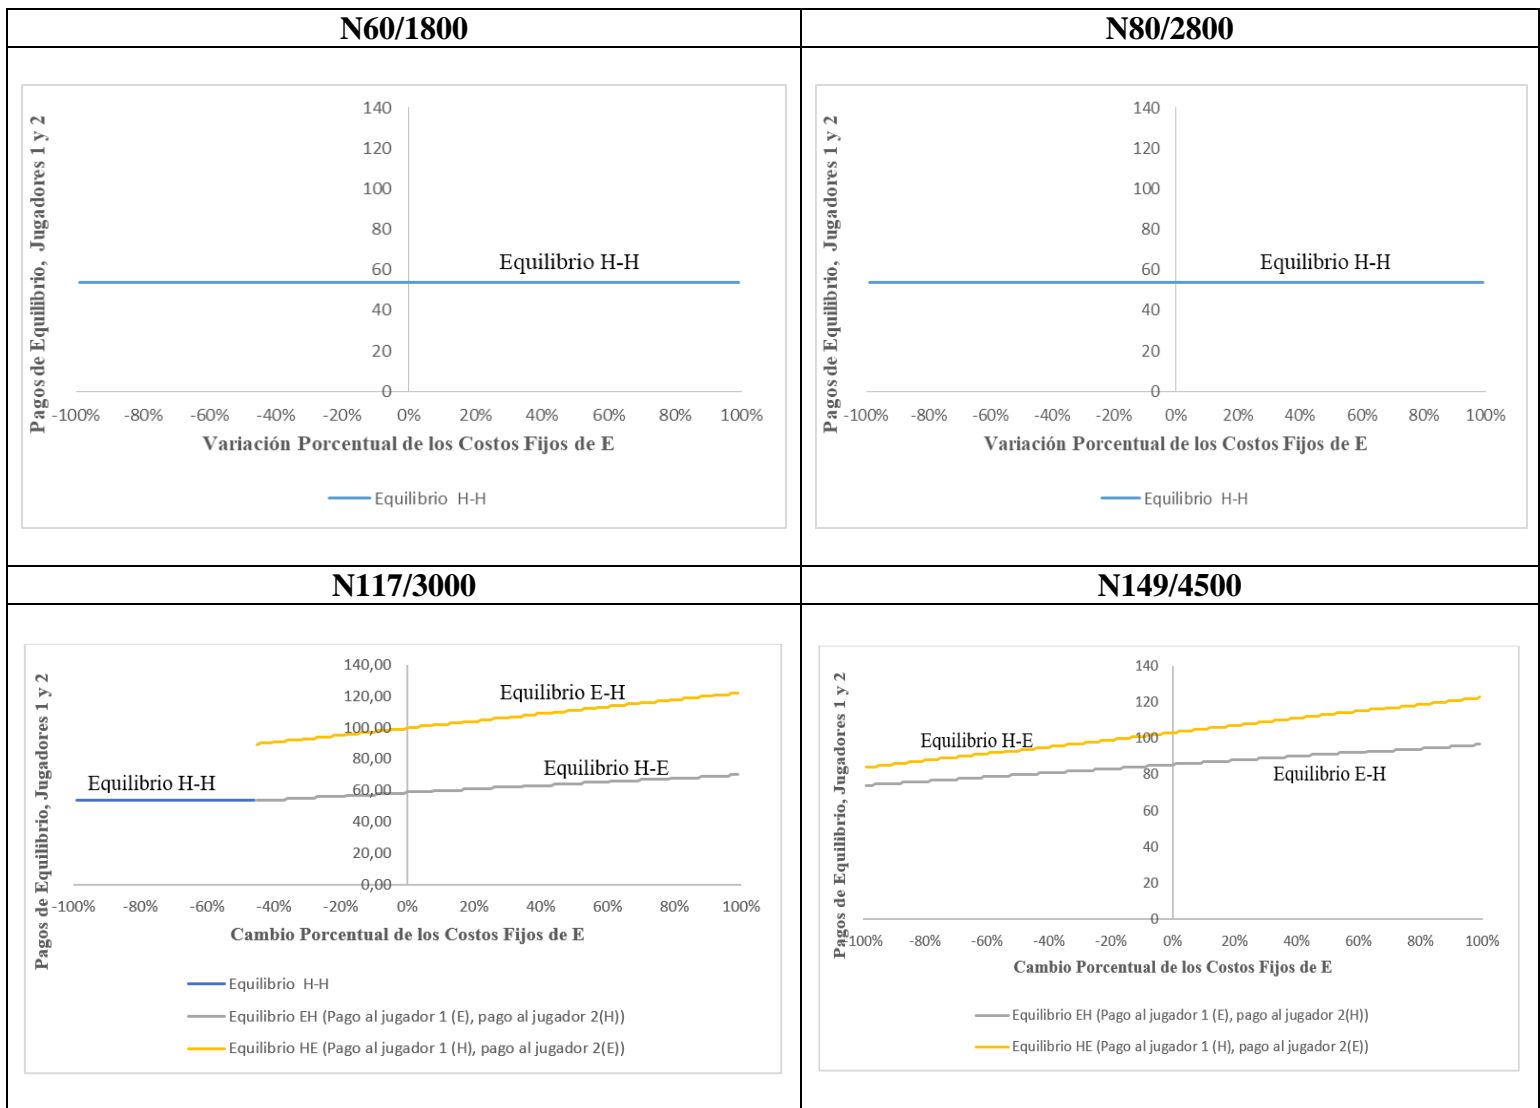 N60/1800
N80/2800
Pagos de Equilibrio, Jugadores 1 y 2
140
120
100
80
60
40
20
0
Equilibrio H-H
-100% -80% -60% -40% -20% 0% 20% 40% 60% 80% 100%
Variación Porcentual de los Costos Fijos de E
Equilibrio H-H
Pagos de Equilibrio, Jugadores 1 y 2
140
120
100
80
60
40
20
0
Equilibrio H-H
-100% -80% -60% -40% -20% 0% 20% 40% 60% 80% 100%
Variación Porcentual de los Costos Fijos de E
Equilibrio H-H
N117/3000
N149/4500
Pagos de Equilibrio, Jugadores 1 y 2
140,00
120,00
100,00
80,00
60,00
40,00
20,00
0,00
Equilibrio E-H
Equilibrio H-E
Equilibrio H-H
-100% -80% -60% -40% -20% 0% 20% 40% 60% 80% 100%
Cambio Porcentual de los Costos Fijos de E
Equilibrio H-H
Equilibrio EH (Pago al jugador 1 (E), pago al jugador 2(H))
Equilibrio HE (Pago al jugador 1 (H), pago al jugador 2(E))
Pagos de Equilibrio, Jugadores 1 y 2
140
120
100
80
60
40
20
0
Equilibrio H-E
Equilibrio E-H
-100% -80% -60% -40% -20% 0% 20% 40% 60% 80% 100%
Cambio Porcentual de los Costos Fijos de E
Equilibrio EH (Pago al jugador 1 (E), pago al jugador 2(H))
Equilibrio HE (Pago al jugador 1 (H), pago al jugador 2(E))